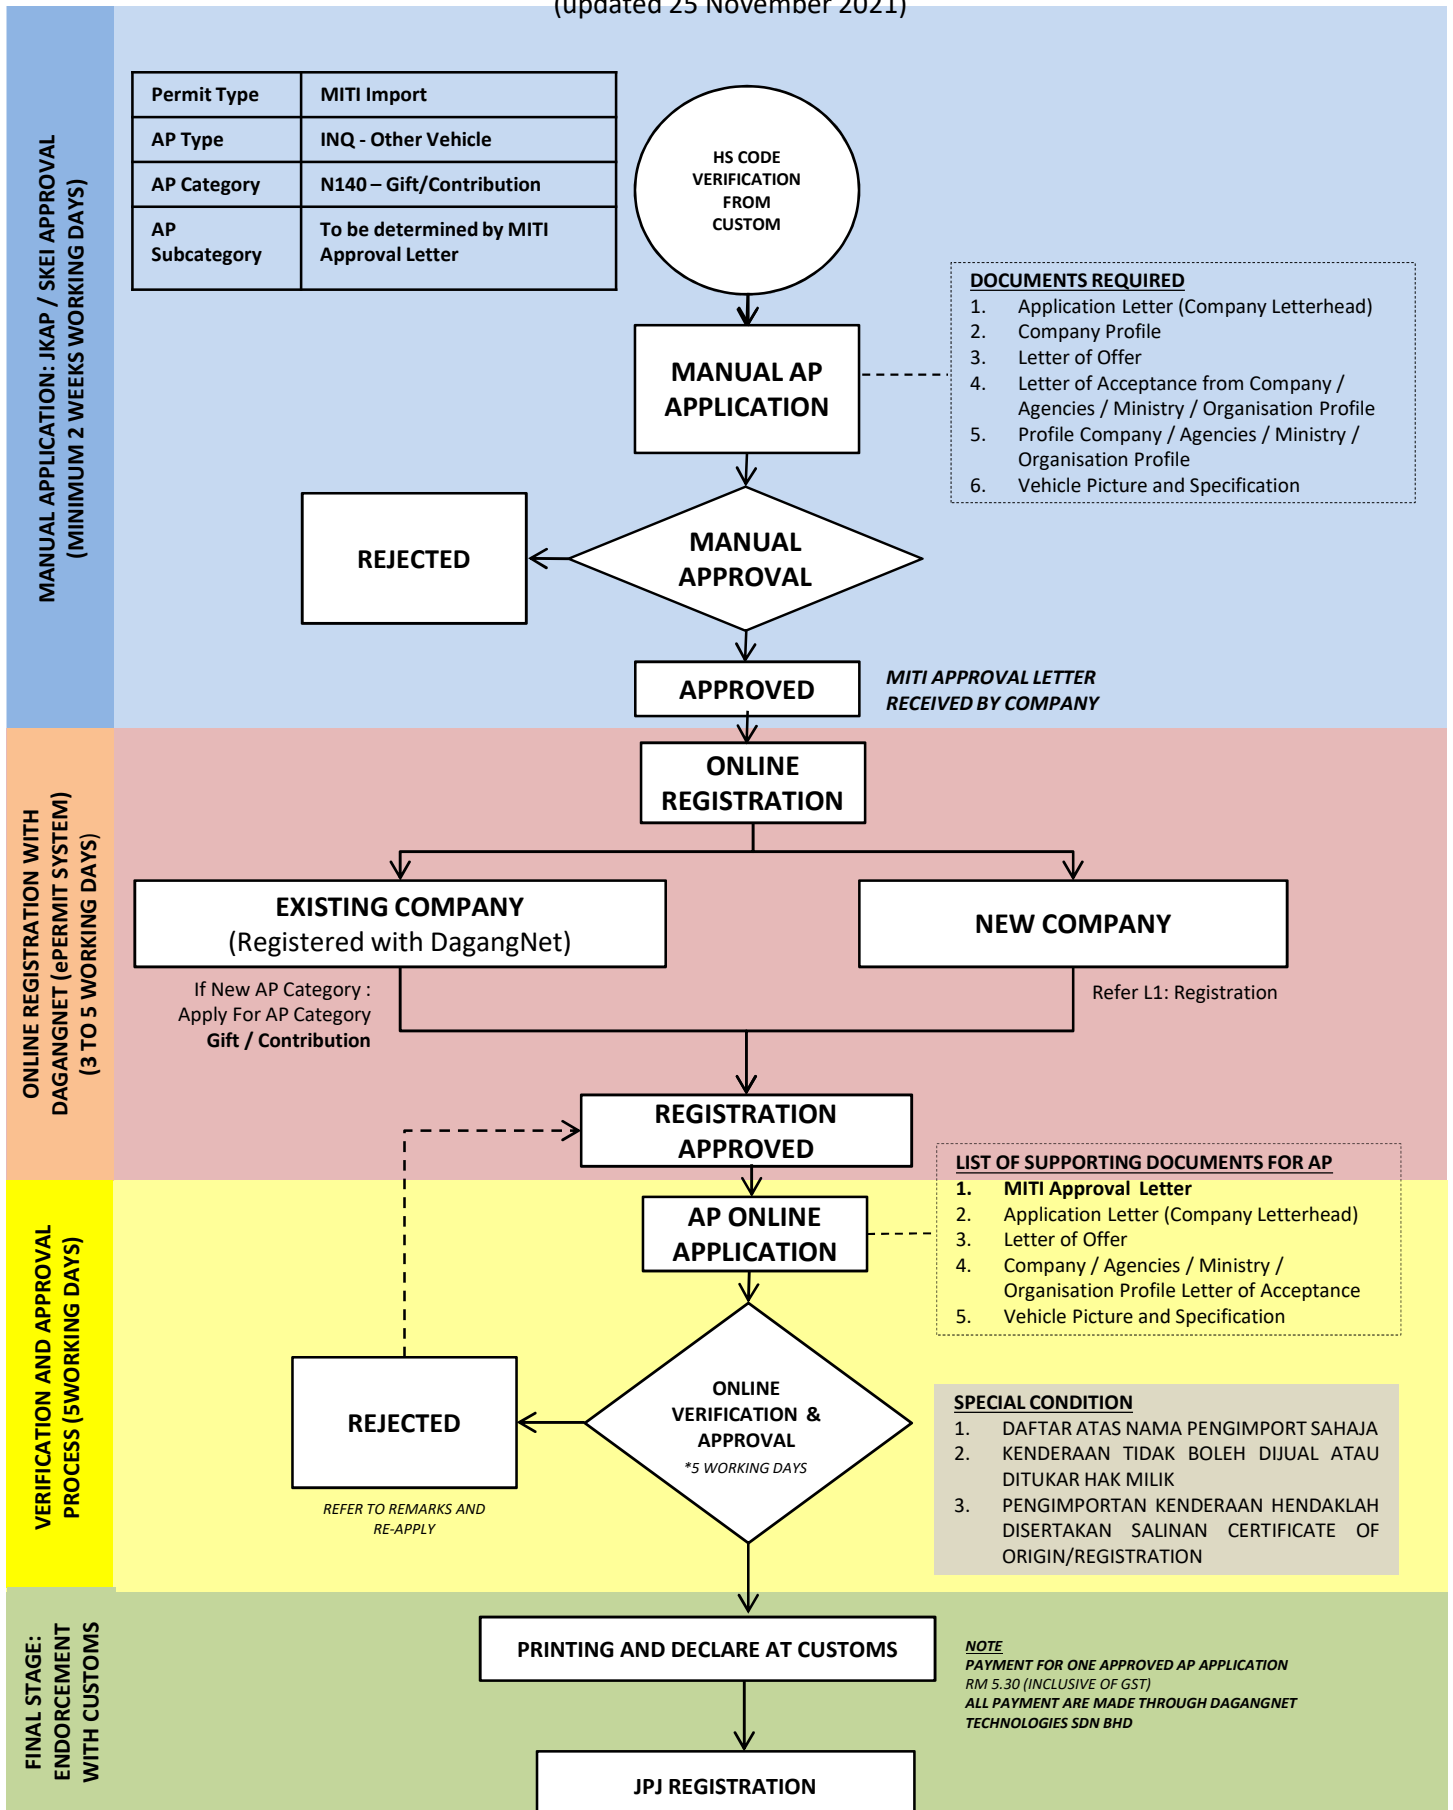 (updated 25 November 2021)
MANUAL APPLICATION: JKAP / SKEI APPROVAL
(MINIMUM 2 WEEKS WORKING DAYS)
Permit Type
MITI Import
AP Type
INQ - Other Vehicle
AP Category
N140 – Gift/Contribution
AP
Subcategory
To be determined by MITI
Approval Letter
HS CODE
VERIFICATION
FROM
CUSTOM
MANUAL AP
APPLICATION
DOCUMENTS REQUIRED
1. Application Letter (Company Letterhead)
2. Company Profile
3. Letter of Offer
4. Letter of Acceptance from Company /
Agencies / Ministry / Organisation Profile
5. Profile Company / Agencies / Ministry /
Organisation Profile
6. Vehicle Picture and Specification
MANUAL
APPROVAL
REJECTED
APPROVED
MITI APPROVAL LETTER
RECEIVED BY COMPANY
ONLINE REGISTRATION WITH
DAGANGNET (ePERMIT SYSTEM)
(3 TO 5 WORKING DAYS)
ONLINE
REGISTRATION
EXISTING COMPANY
(Registered with DagangNet)
NEW COMPANY
If New AP Category :
Apply For AP Category
Gift / Contribution
Refer L1: Registration
REGISTRATION
APPROVED
VERIFICATION AND APPROVAL
PROCESS (5WORKING DAYS)
AP ONLINE
APPLICATION
LIST OF SUPPORTING DOCUMENTS FOR AP
1. MITI Approval Letter
2. Application Letter (Company Letterhead)
3. Letter of Offer
4. Company / Agencies / Ministry /
Organisation Profile Letter of Acceptance
5. Vehicle Picture and Specification
ONLINE
VERIFICATION &
APPROVAL
*5 WORKING DAYS
REJECTED
REFER TO REMARKS AND
RE-APPLY
SPECIAL CONDITION
1. DAFTAR ATAS NAMA PENGIMPORT SAHAJA
2. KENDERAAN TIDAK BOLEH DIJUAL ATAU
DITUKAR HAK MILIK
3. PENGIMPORTAN KENDERAAN HENDAKLAH
DISERTAKAN SALINAN CERTIFICATE OF
ORIGIN/REGISTRATION
FINAL STAGE:
ENDORCEMENT
WITH CUSTOMS
PRINTING AND DECLARE AT CUSTOMS
NOTE
PAYMENT FOR ONE APPROVED AP APPLICATION
RM 5.30 (INCLUSIVE OF GST)
ALL PAYMENT ARE MADE THROUGH DAGANGNET
TECHNOLOGIES SDN BHD
JPJ REGISTRATION